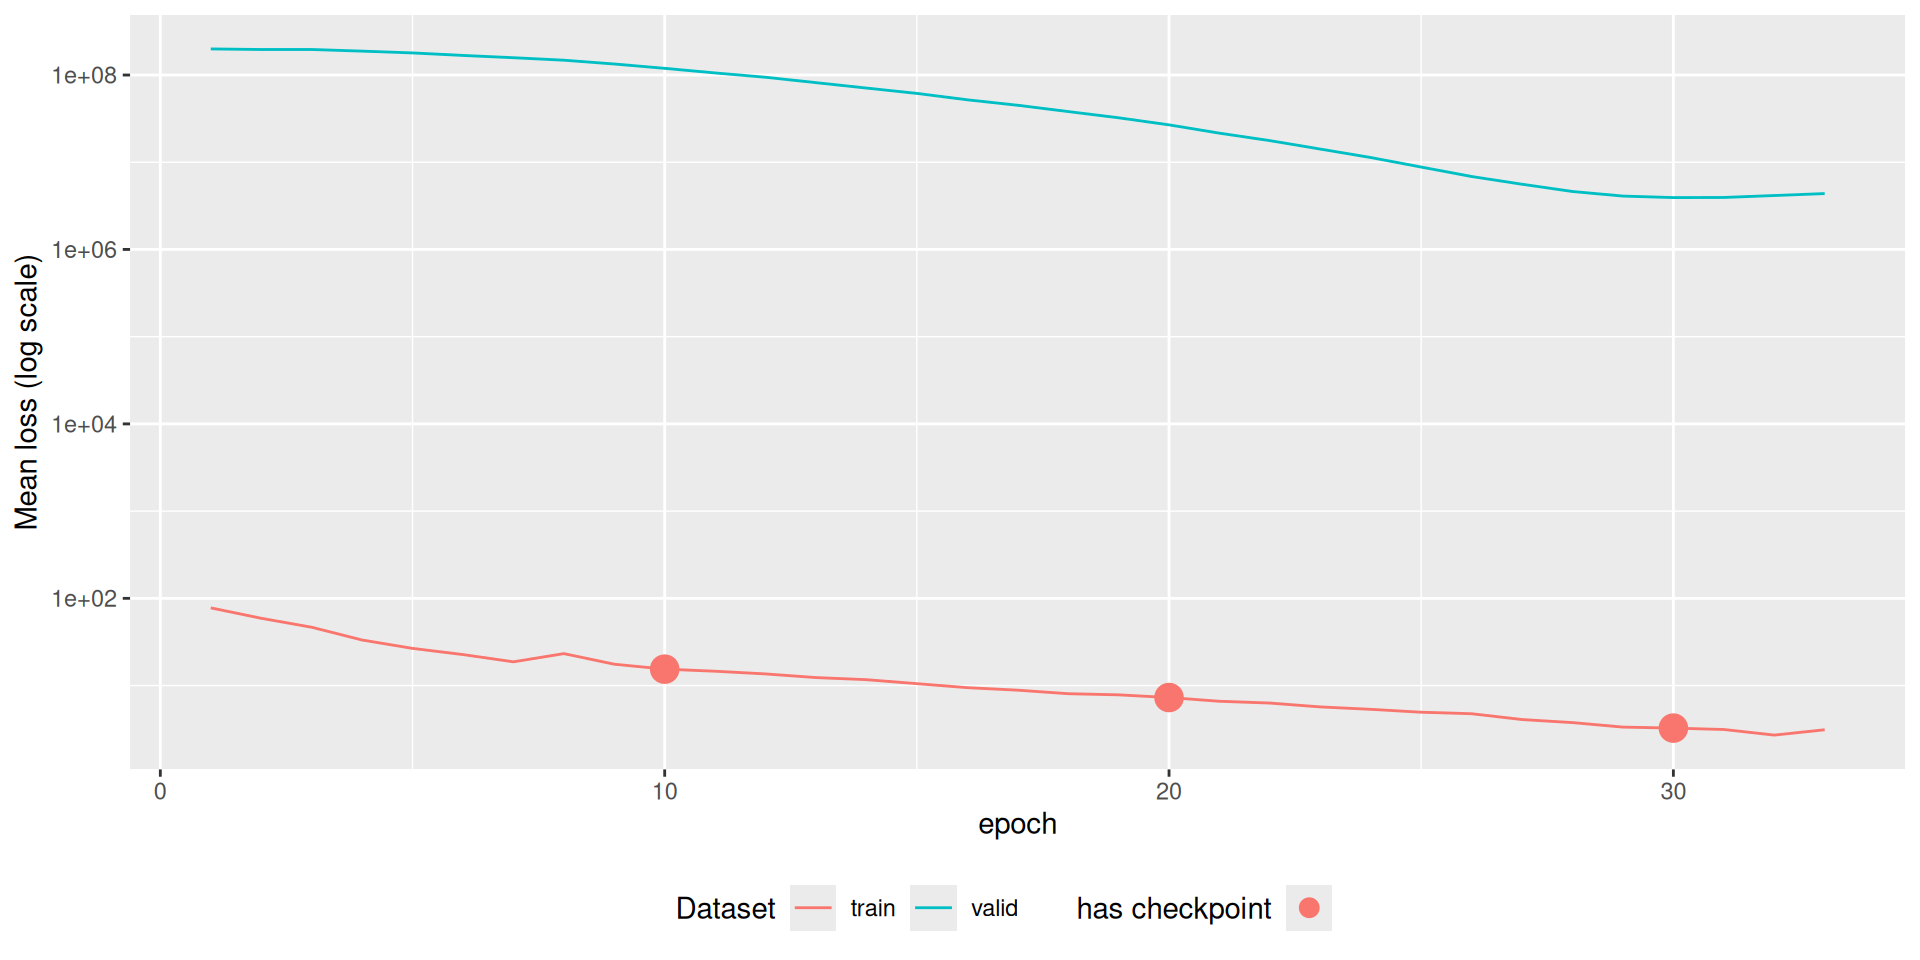 Mean loss (log scale)
1e+08
1e+06
1e+04
1e+02
0 10 20 30
epoch
Dataset train valid has checkpoint